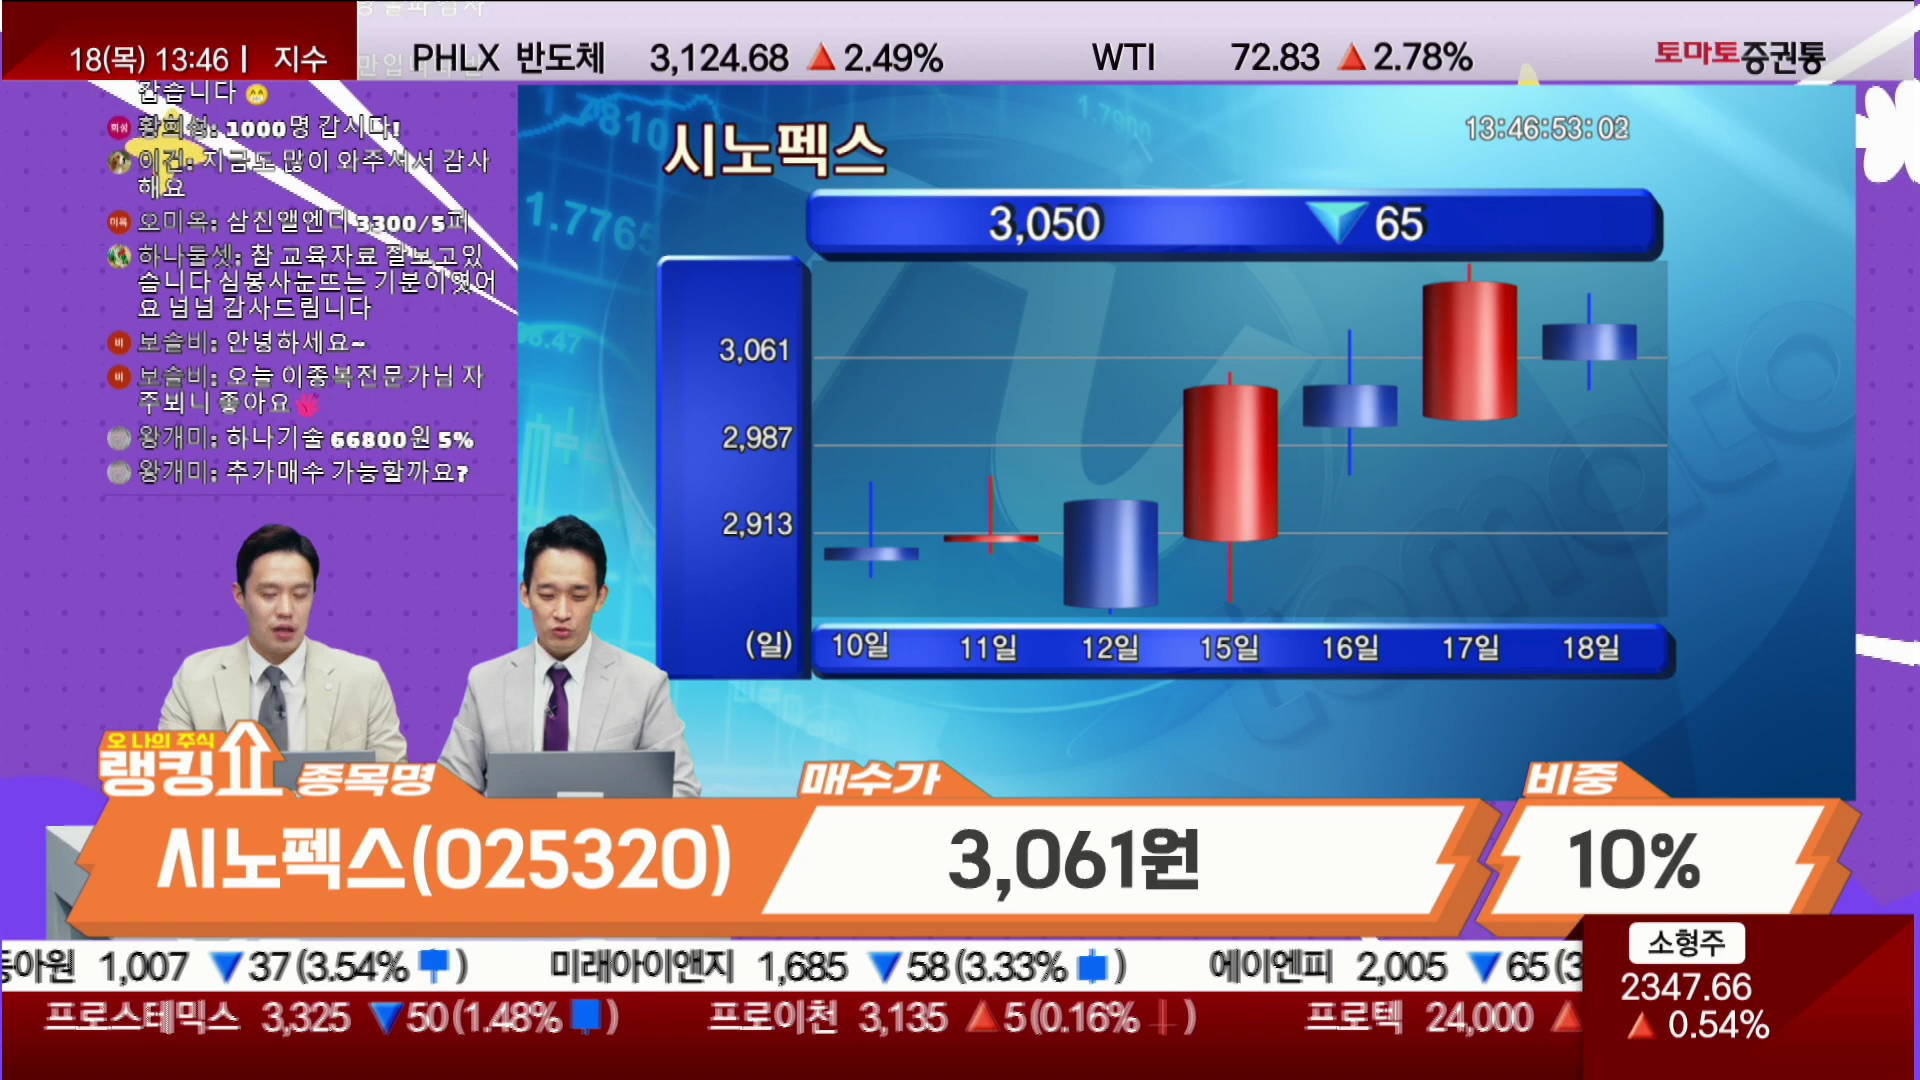 18(목) 13:46 | 지수
PHLX 반도체 3,124.68 ▲2.49%
WTI 72.83 ▲2.78%
토마토증권통
갑습니다 😁
황희성: 1000명 갑시다!
이건: 지금도 많이 와주셔서 감사
해요
오미옥: 삼진앨엔디 3300/5퍼
하나둘셋: 참 교육자료 잘보고있
습니다 심봉사눈뜨는 기분이엿어
요 넘넘 감사드림니다
보슬비: 안녕하세요~
보슬비: 오늘 이종복전문가님 자
주뵈니 좋아요
왕개미: 하나기술 66800원 5%
왕개미: 추가매수 가능할까요?
시노펙스
13:46:53:02
3,050 ▼ 65
3,061
2,987
2,913
(일) 10일 11일 12일 15일 16일 17일 18일
오 나의 주식
랭킹
종목명
매수가
비중
시노펙스(025320)
3,061원
10%
동아원 1,007 ▼37(3.54% ) 미래아이앤지 1,685 ▼58(3.33% ) 에이엔피 2,005 ▼65(3
프로스테믹스 3,325 ▼50(1.48% ) 프로이천 3,135 ▲5(0.16% ) 프로텍 24,000 ▲
소형주
2347.66
▲ 0.54%